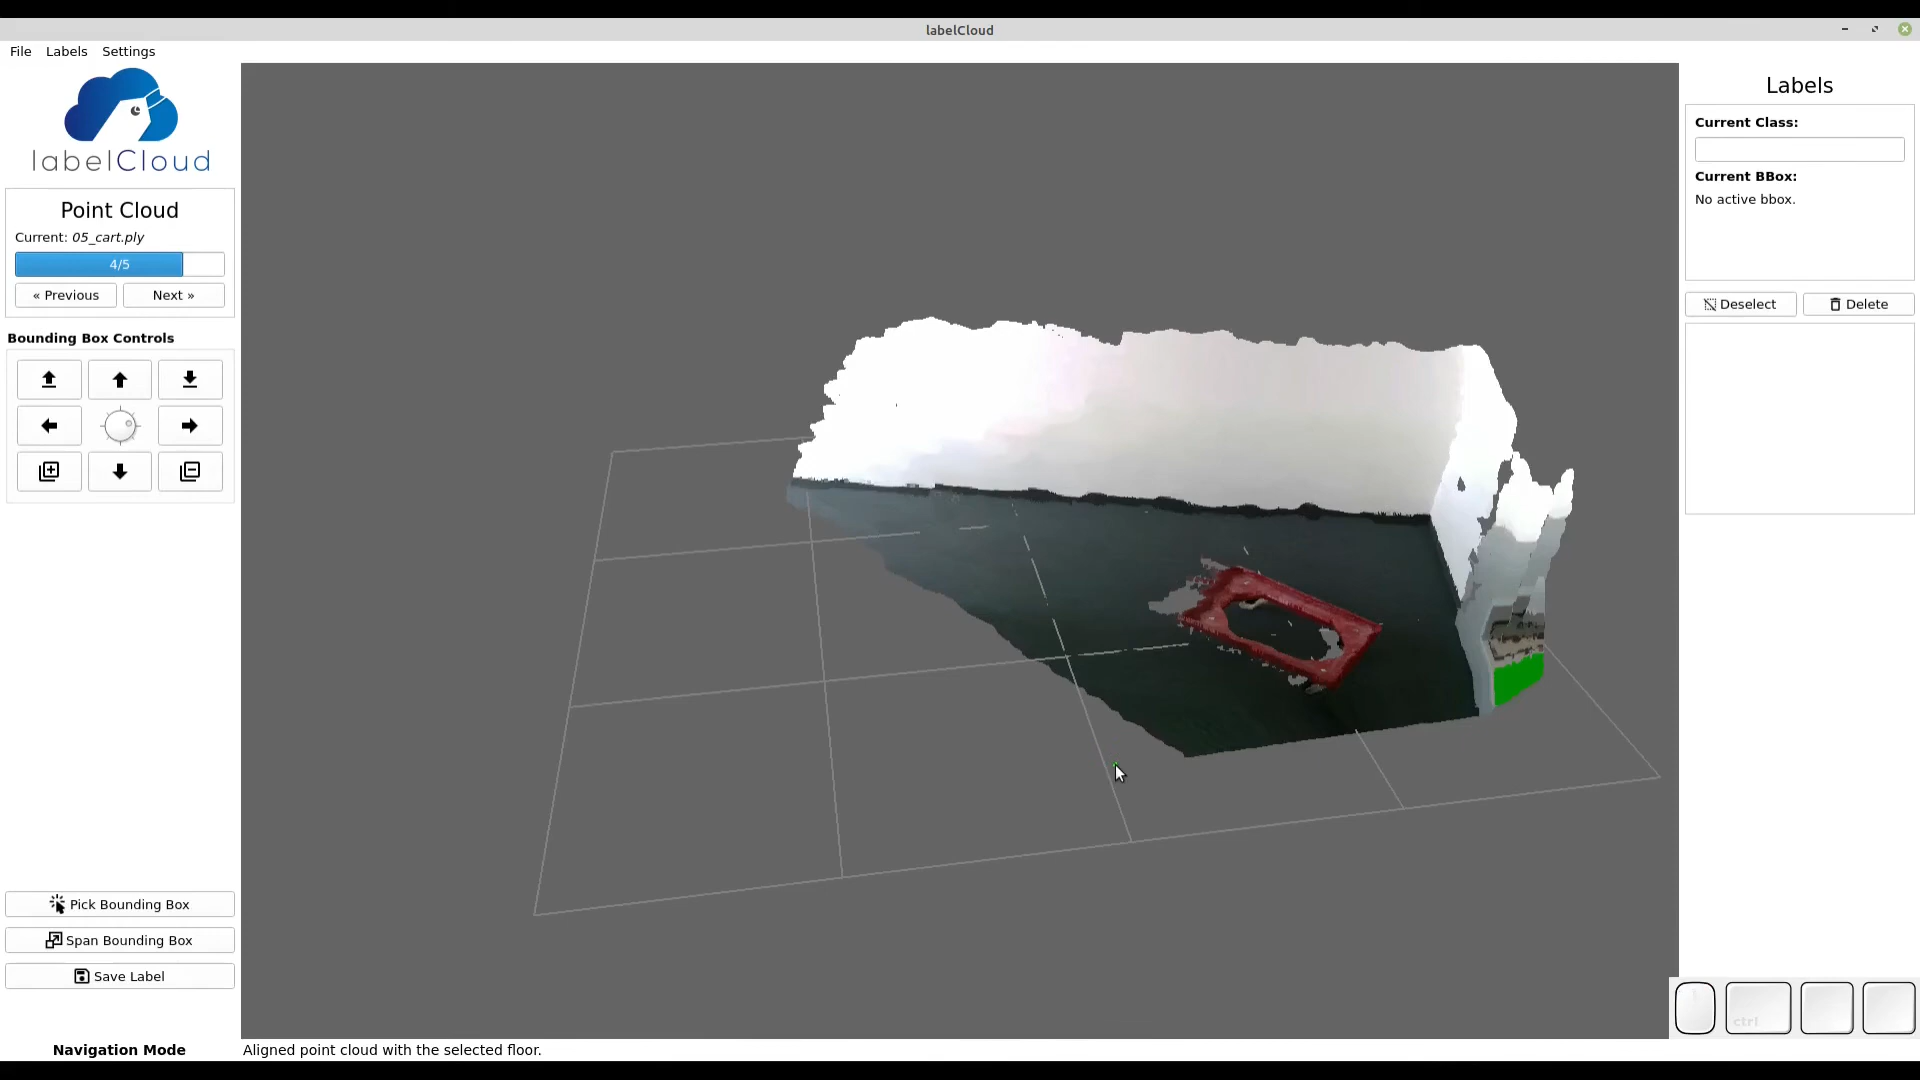 labelCloud
File Labels Settings
labelCloud
Point Cloud
Current: 05_cart.ply
4/5
« Previous
Next »
Bounding Box Controls
Pick Bounding Box
Span Bounding Box
Save Label
Navigation Mode
Aligned point cloud with the selected floor.
Labels
Current Class:
Current BBox:
No active bbox.
Deselect
Delete
ctrl